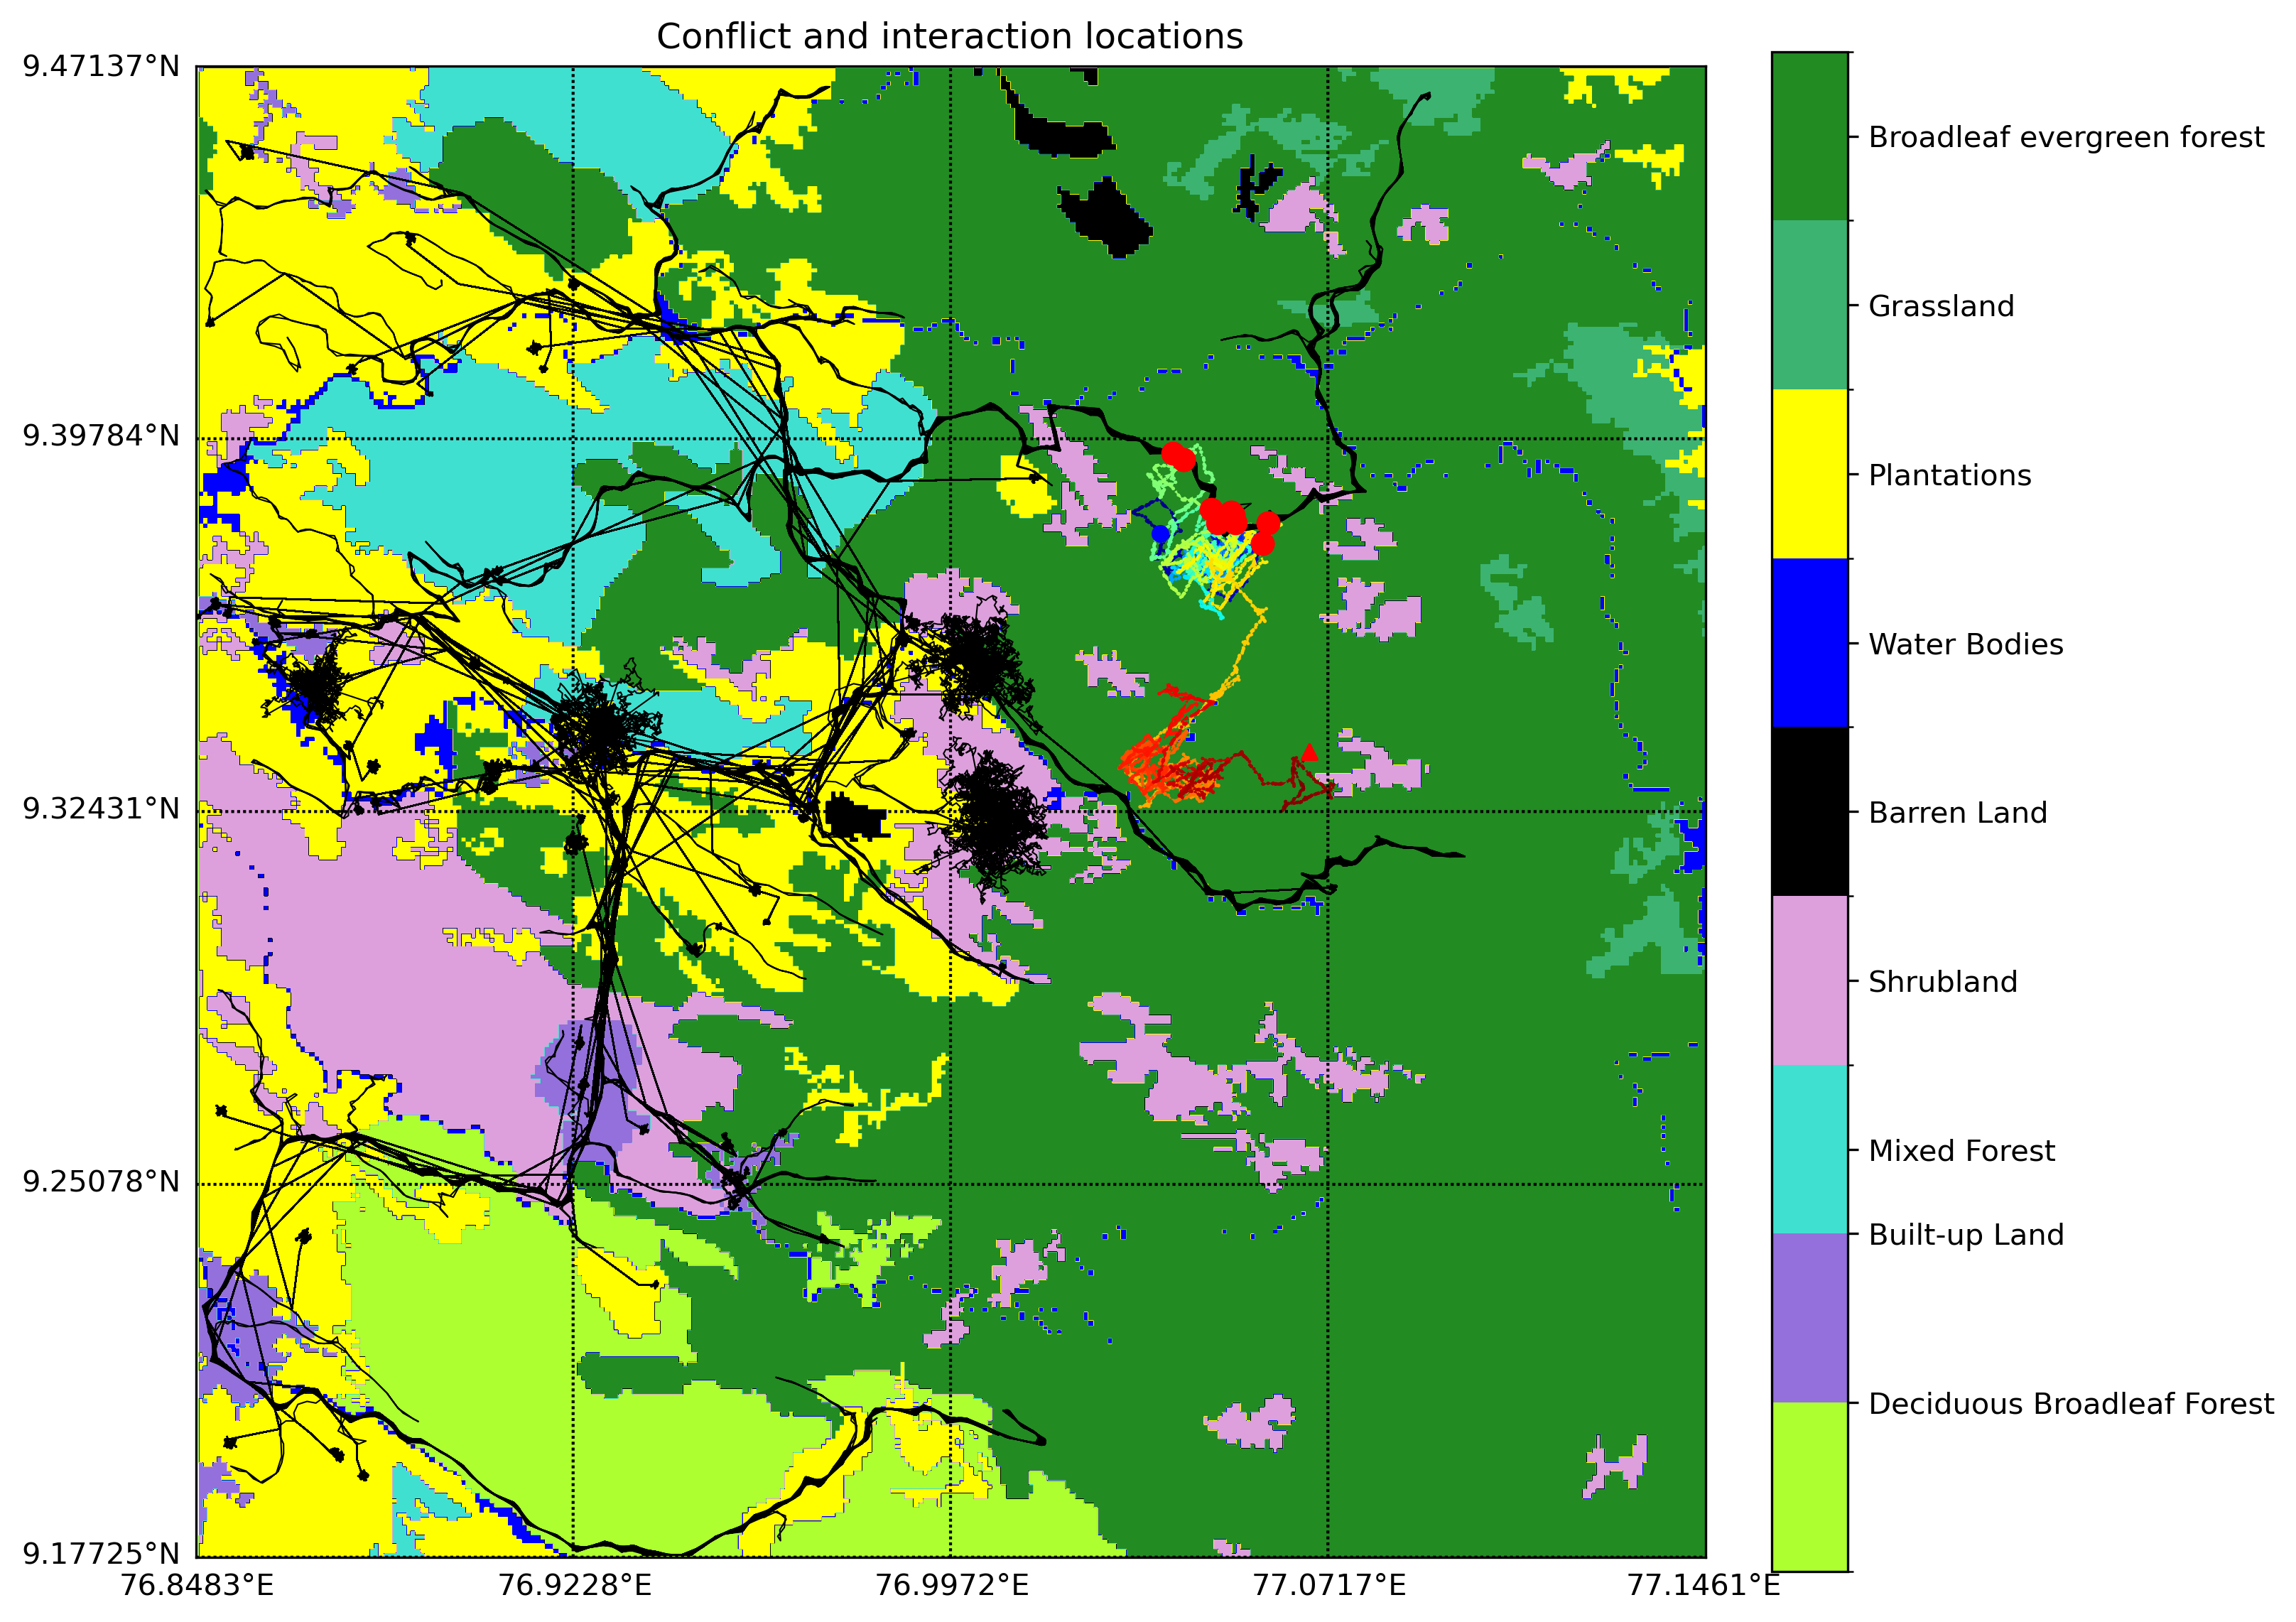 Conflict and interaction locations
9.47137°N
9.39784°N
9.32431°N
9.25078°N
9.17725°N
76.8483°E
76.9228°E
76.9972°E
77.0717°E
77.1461°E
Broadleaf evergreen forest
Grassland
Plantations
Water Bodies
Barren Land
Shrubland
Mixed Forest
Built-up Land
Deciduous Broadleaf Forest